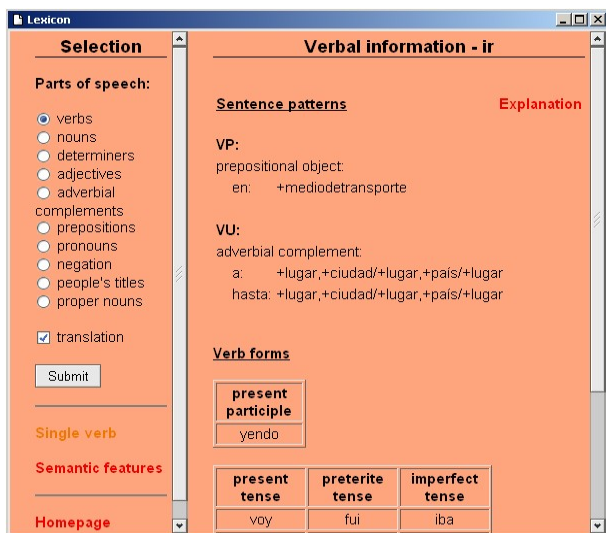 Lexicon
Selection
Parts of speech:
verbs
nouns
determiners
adjectives
adverbial
complements
prepositions
pronouns
negation
people's titles
proper nouns
translation
Submit
Single verb
Semantic features
Homepage
Verbal information - ir
Sentence patterns Explanation
VP:
prepositional object:
en: +mediodetransporte
VU:
adverbial complement:
a: +lugar,+ciudad/+lugar,+país/+lugar
hasta: +lugar,+ciudad/+lugar,+país/+lugar
Verb forms
present
participle
yendo
present preterite imperfect
tense tense tense
voy fui iba